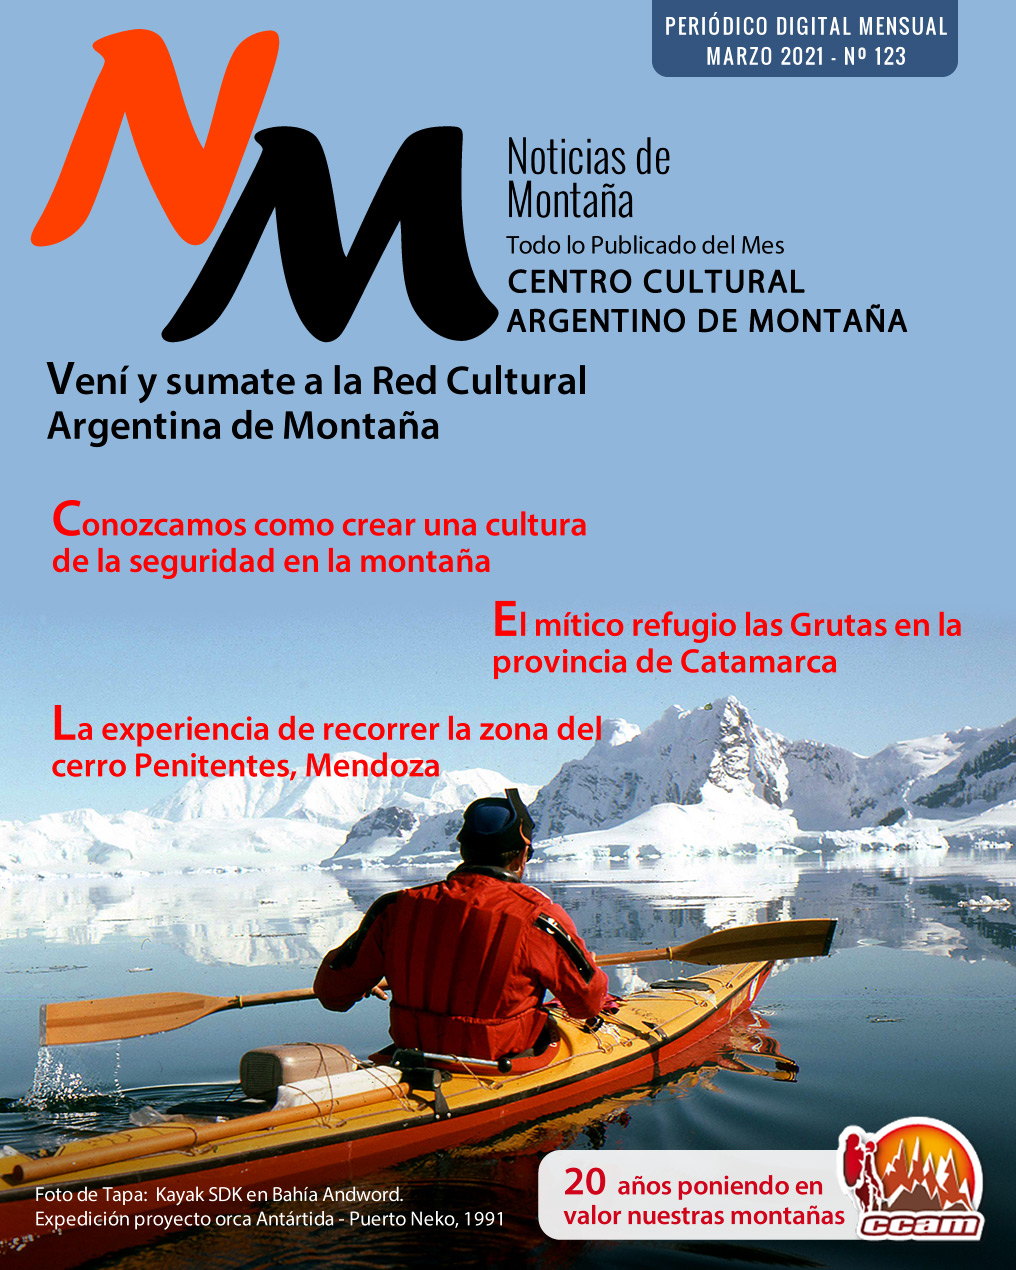 PERIÓDICO DIGITAL MENSUAL
MARZO 2021 - Nº 123
NM
Noticias de
Montaña
Todo lo Publicado del Mes
CENTRO CULTURAL
ARGENTINO DE MONTAÑA
Vení y sumate a la Red Cultural
Argentina de Montaña
Conozcamos como crear una cultura
de la seguridad en la montaña
El mítico refugio las Grutas en la
provincia de Catamarca
La experiencia de recorrer la zona del
cerro Penitentes, Mendoza
Foto de Tapa: Kayak SDK en Bahía Andword.
Expedición proyecto orca Antártida - Puerto Neko, 1991
20 años poniendo en
valor nuestras montañas
ccam